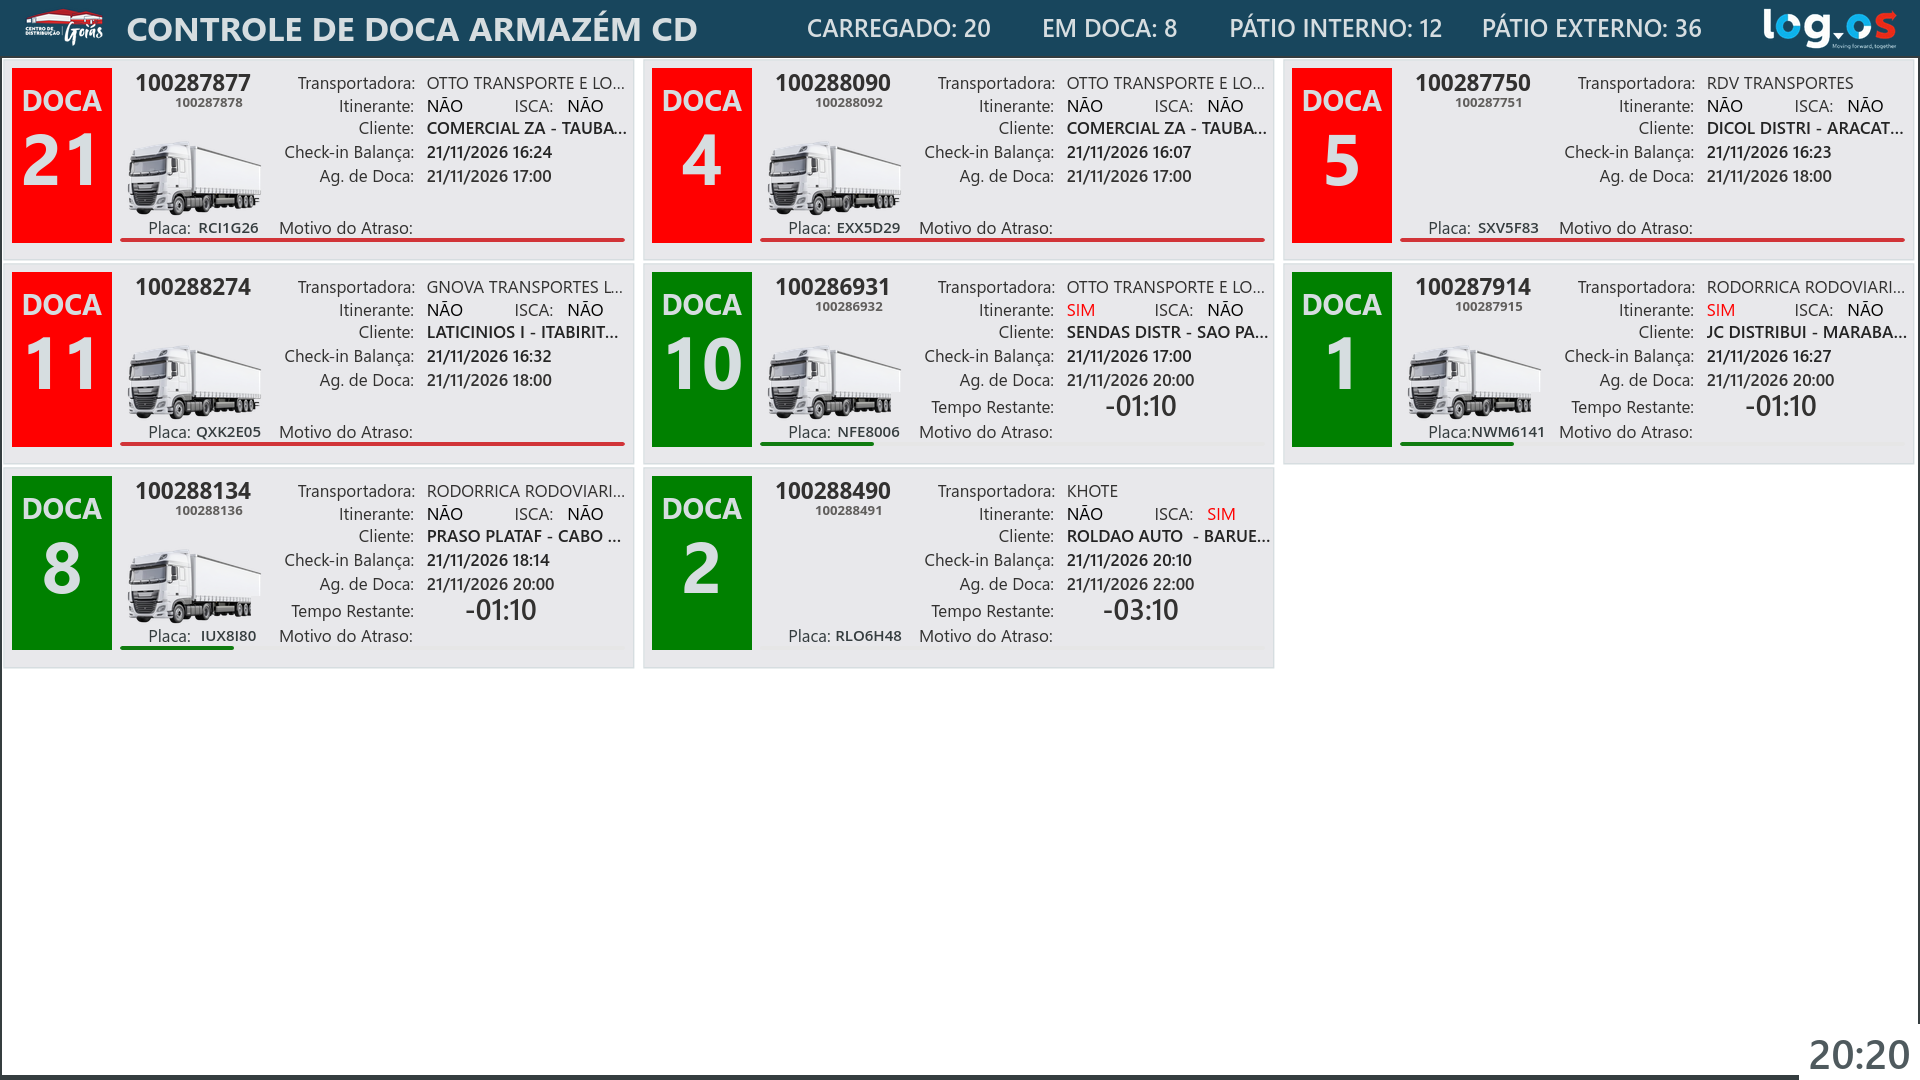 CENTRO DE DISTRIBUIÇÃO Goiás
CONTROLE DE DOCA ARMAZÉM CD
CARREGADO: 20
EM DOCA: 8
PÁTIO INTERNO: 12
PÁTIO EXTERNO: 36
log.os
Moving forward, together
DOCA
21
100287877
100287878
Transportadora: OTTO TRANSPORTE E LO...
Itinerante: NÃO ISCA: NÃO
Cliente: COMERCIAL ZA - TAUBA...
Check-in Balança: 21/11/2026 16:24
Ag. de Doca: 21/11/2026 17:00
Placa: RCI1G26 Motivo do Atraso:
DOCA
4
100288090
100288092
Transportadora: OTTO TRANSPORTE E LO...
Itinerante: NÃO ISCA: NÃO
Cliente: COMERCIAL ZA - TAUBA...
Check-in Balança: 21/11/2026 16:07
Ag. de Doca: 21/11/2026 17:00
Placa: EXX5D29 Motivo do Atraso:
DOCA
5
100287750
100287751
Transportadora: RDV TRANSPORTES
Itinerante: NÃO ISCA: NÃO
Cliente: DICOL DISTRI - ARACAT...
Check-in Balança: 21/11/2026 16:23
Ag. de Doca: 21/11/2026 18:00
Placa: SXV5F83 Motivo do Atraso:
DOCA
11
100288274
Transportadora: GNOVA TRANSPORTES L...
Itinerante: NÃO ISCA: NÃO
Cliente: LATICINIOS I - ITABIRIT...
Check-in Balança: 21/11/2026 16:32
Ag. de Doca: 21/11/2026 18:00
Placa: QXK2E05 Motivo do Atraso:
DOCA
10
100286931
100286932
Transportadora: OTTO TRANSPORTE E LO...
Itinerante: SIM ISCA: NÃO
Cliente: SENDAS DISTR - SAO PA...
Check-in Balança: 21/11/2026 17:00
Ag. de Doca: 21/11/2026 20:00
Tempo Restante: -01:10
Placa: NFE8006 Motivo do Atraso:
DOCA
1
100287914
100287915
Transportadora: RODORRICA RODOVIARI...
Itinerante: SIM ISCA: NÃO
Cliente: JC DISTRIBUI - MARABA...
Check-in Balança: 21/11/2026 16:27
Ag. de Doca: 21/11/2026 20:00
Tempo Restante: -01:10
Placa:NWM6141 Motivo do Atraso:
DOCA
8
100288134
100288136
Transportadora: RODORRICA RODOVIARI...
Itinerante: NÃO ISCA: NÃO
Cliente: PRASO PLATAF - CABO ...
Check-in Balança: 21/11/2026 18:14
Ag. de Doca: 21/11/2026 20:00
Tempo Restante: -01:10
Placa: IUX8I80 Motivo do Atraso:
DOCA
2
100288490
100288491
Transportadora: KHOTE
Itinerante: NÃO ISCA: SIM
Cliente: ROLDAO AUTO - BARUE...
Check-in Balança: 21/11/2026 20:10
Ag. de Doca: 21/11/2026 22:00
Tempo Restante: -03:10
Placa: RLO6H48 Motivo do Atraso:
20:20